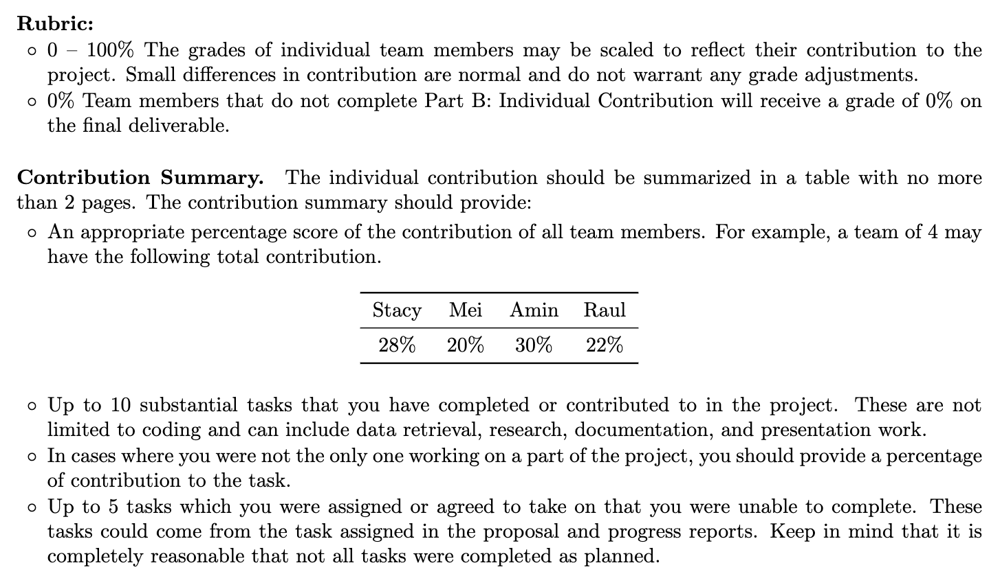 Rubric:
◦ 0 – 100% The grades of individual team members may be scaled to reflect their contribution to the
project. Small differences in contribution are normal and do not warrant any grade adjustments.
◦ 0% Team members that do not complete Part B: Individual Contribution will receive a grade of 0% on
the final deliverable.
Contribution Summary. The individual contribution should be summarized in a table with no more
than 2 pages. The contribution summary should provide:
◦ An appropriate percentage score of the contribution of all team members. For example, a team of 4 may
have the following total contribution.
Stacy Mei Amin Raul
28% 20% 30% 22%
◦ Up to 10 substantial tasks that you have completed or contributed to in the project. These are not
limited to coding and can include data retrieval, research, documentation, and presentation work.
◦ In cases where you were not the only one working on a part of the project, you should provide a percentage
of contribution to the task.
◦ Up to 5 tasks which you were assigned or agreed to take on that you were unable to complete. These
tasks could come from the task assigned in the proposal and progress reports. Keep in mind that it is
completely reasonable that not all tasks were completed as planned.